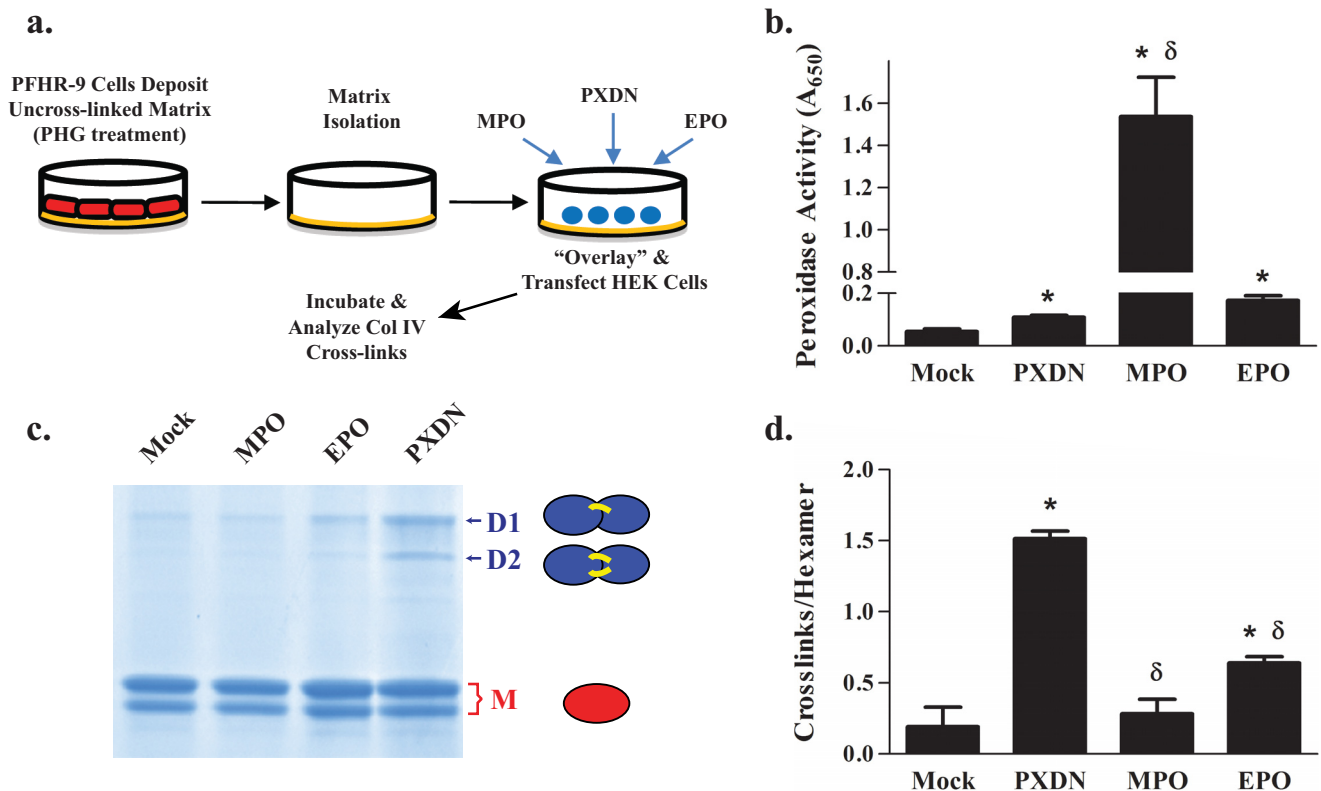 a.
PFHR-9 Cells Deposit
Uncross-linked Matrix
(PHG treatment)
Matrix
Isolation
MPO
PXDN
EPO
“Overlay” &
Transfect HEK Cells
Incubate &
Analyze Col IV
Cross-links
b.
Peroxidase Activity (A650)
1.6
1.4
1.2
1.0
0.8
0.2
0.0
*
* δ
*
Mock PXDN MPO EPO
c.
Mock MPO EPO PXDN
D1
D2
M
d.
Crosslinks/Hexamer
2.0
1.5
1.0
0.5
0.0
*
δ
* δ
Mock PXDN MPO EPO